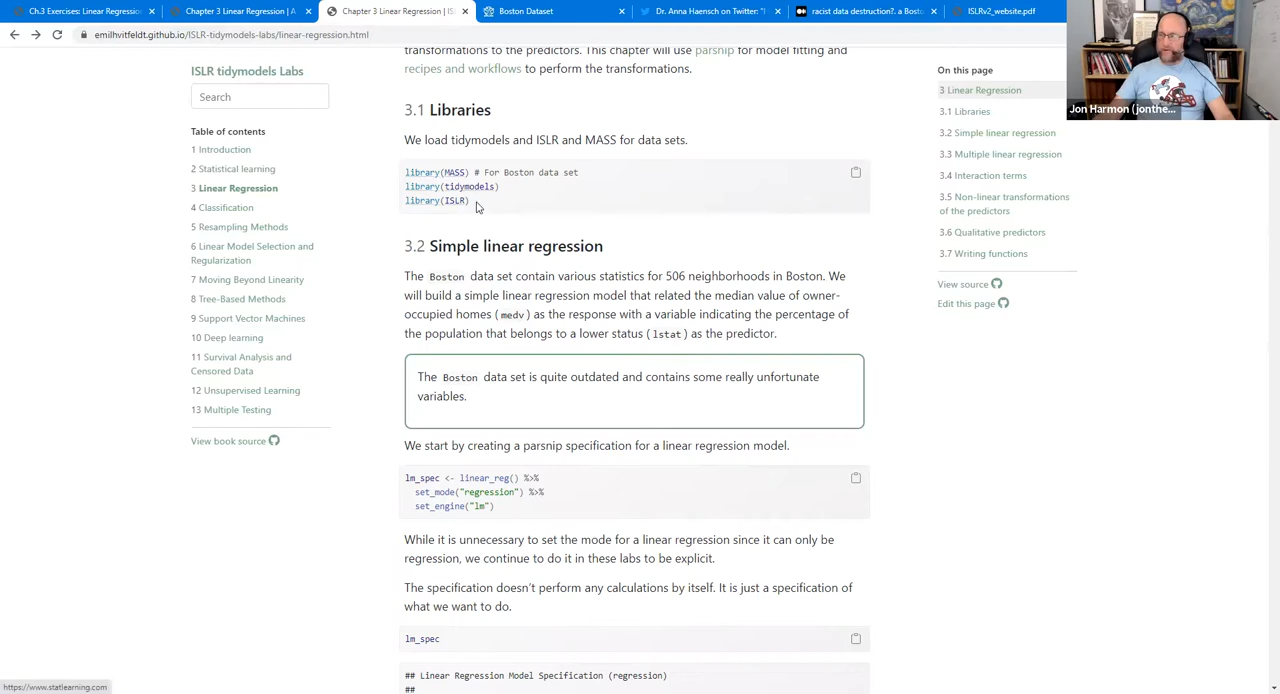 Ch.3 Exercises: Linear Regression
Chapter 3 Linear Regression | A
Chapter 3 Linear Regression | ISL
Boston Dataset
Dr. Anna Haensch on Twitter: "I
racist data destruction?. a Bosto
ISLRv2_website.pdf
emilhvitfeldt.github.io/ISLR-tidymodels-labs/linear-regression.html
ISLR tidymodels Labs
Search
Table of contents
1 Introduction
2 Statistical learning
3 Linear Regression
4 Classification
5 Resampling Methods
6 Linear Model Selection and
Regularization
7 Moving Beyond Linearity
8 Tree-Based Methods
9 Support Vector Machines
10 Deep learning
11 Survival Analysis and
Censored Data
12 Unsupervised Learning
13 Multiple Testing
View book source
transformations to the predictors. This chapter will use parsnip for model fitting and
recipes and workflows to perform the transformations.
3.1 Libraries
We load tidymodels and ISLR and MASS for data sets.
library(MASS) # For Boston data set
library(tidymodels)
library(ISLR)
3.2 Simple linear regression
The Boston data set contain various statistics for 506 neighborhoods in Boston. We
will build a simple linear regression model that related the median value of owner-
occupied homes (medv) as the response with a variable indicating the percentage of
the population that belongs to a lower status (lstat) as the predictor.
The Boston data set is quite outdated and contains some really unfortunate
variables.
We start by creating a parsnip specification for a linear regression model.
lm_spec <- linear_reg() %>%
set_mode("regression") %>%
set_engine("lm")
While it is unnecessary to set the mode for a linear regression since it can only be
regression, we continue to do it in these labs to be explicit.
The specification doesn't perform any calculations by itself. It is just a specification of
what we want to do.
lm_spec
## Linear Regression Model Specification (regression)
##
On this page
3 Linear Regression
3.1 Libraries
3.2 Simple linear regression
3.3 Multiple linear regression
3.4 Interaction terms
3.5 Non-linear transformations
of the predictors
3.6 Qualitative predictors
3.7 Writing functions
View source
Edit this page
Jon Harmon (jonthe...
https://www.statlearning.com